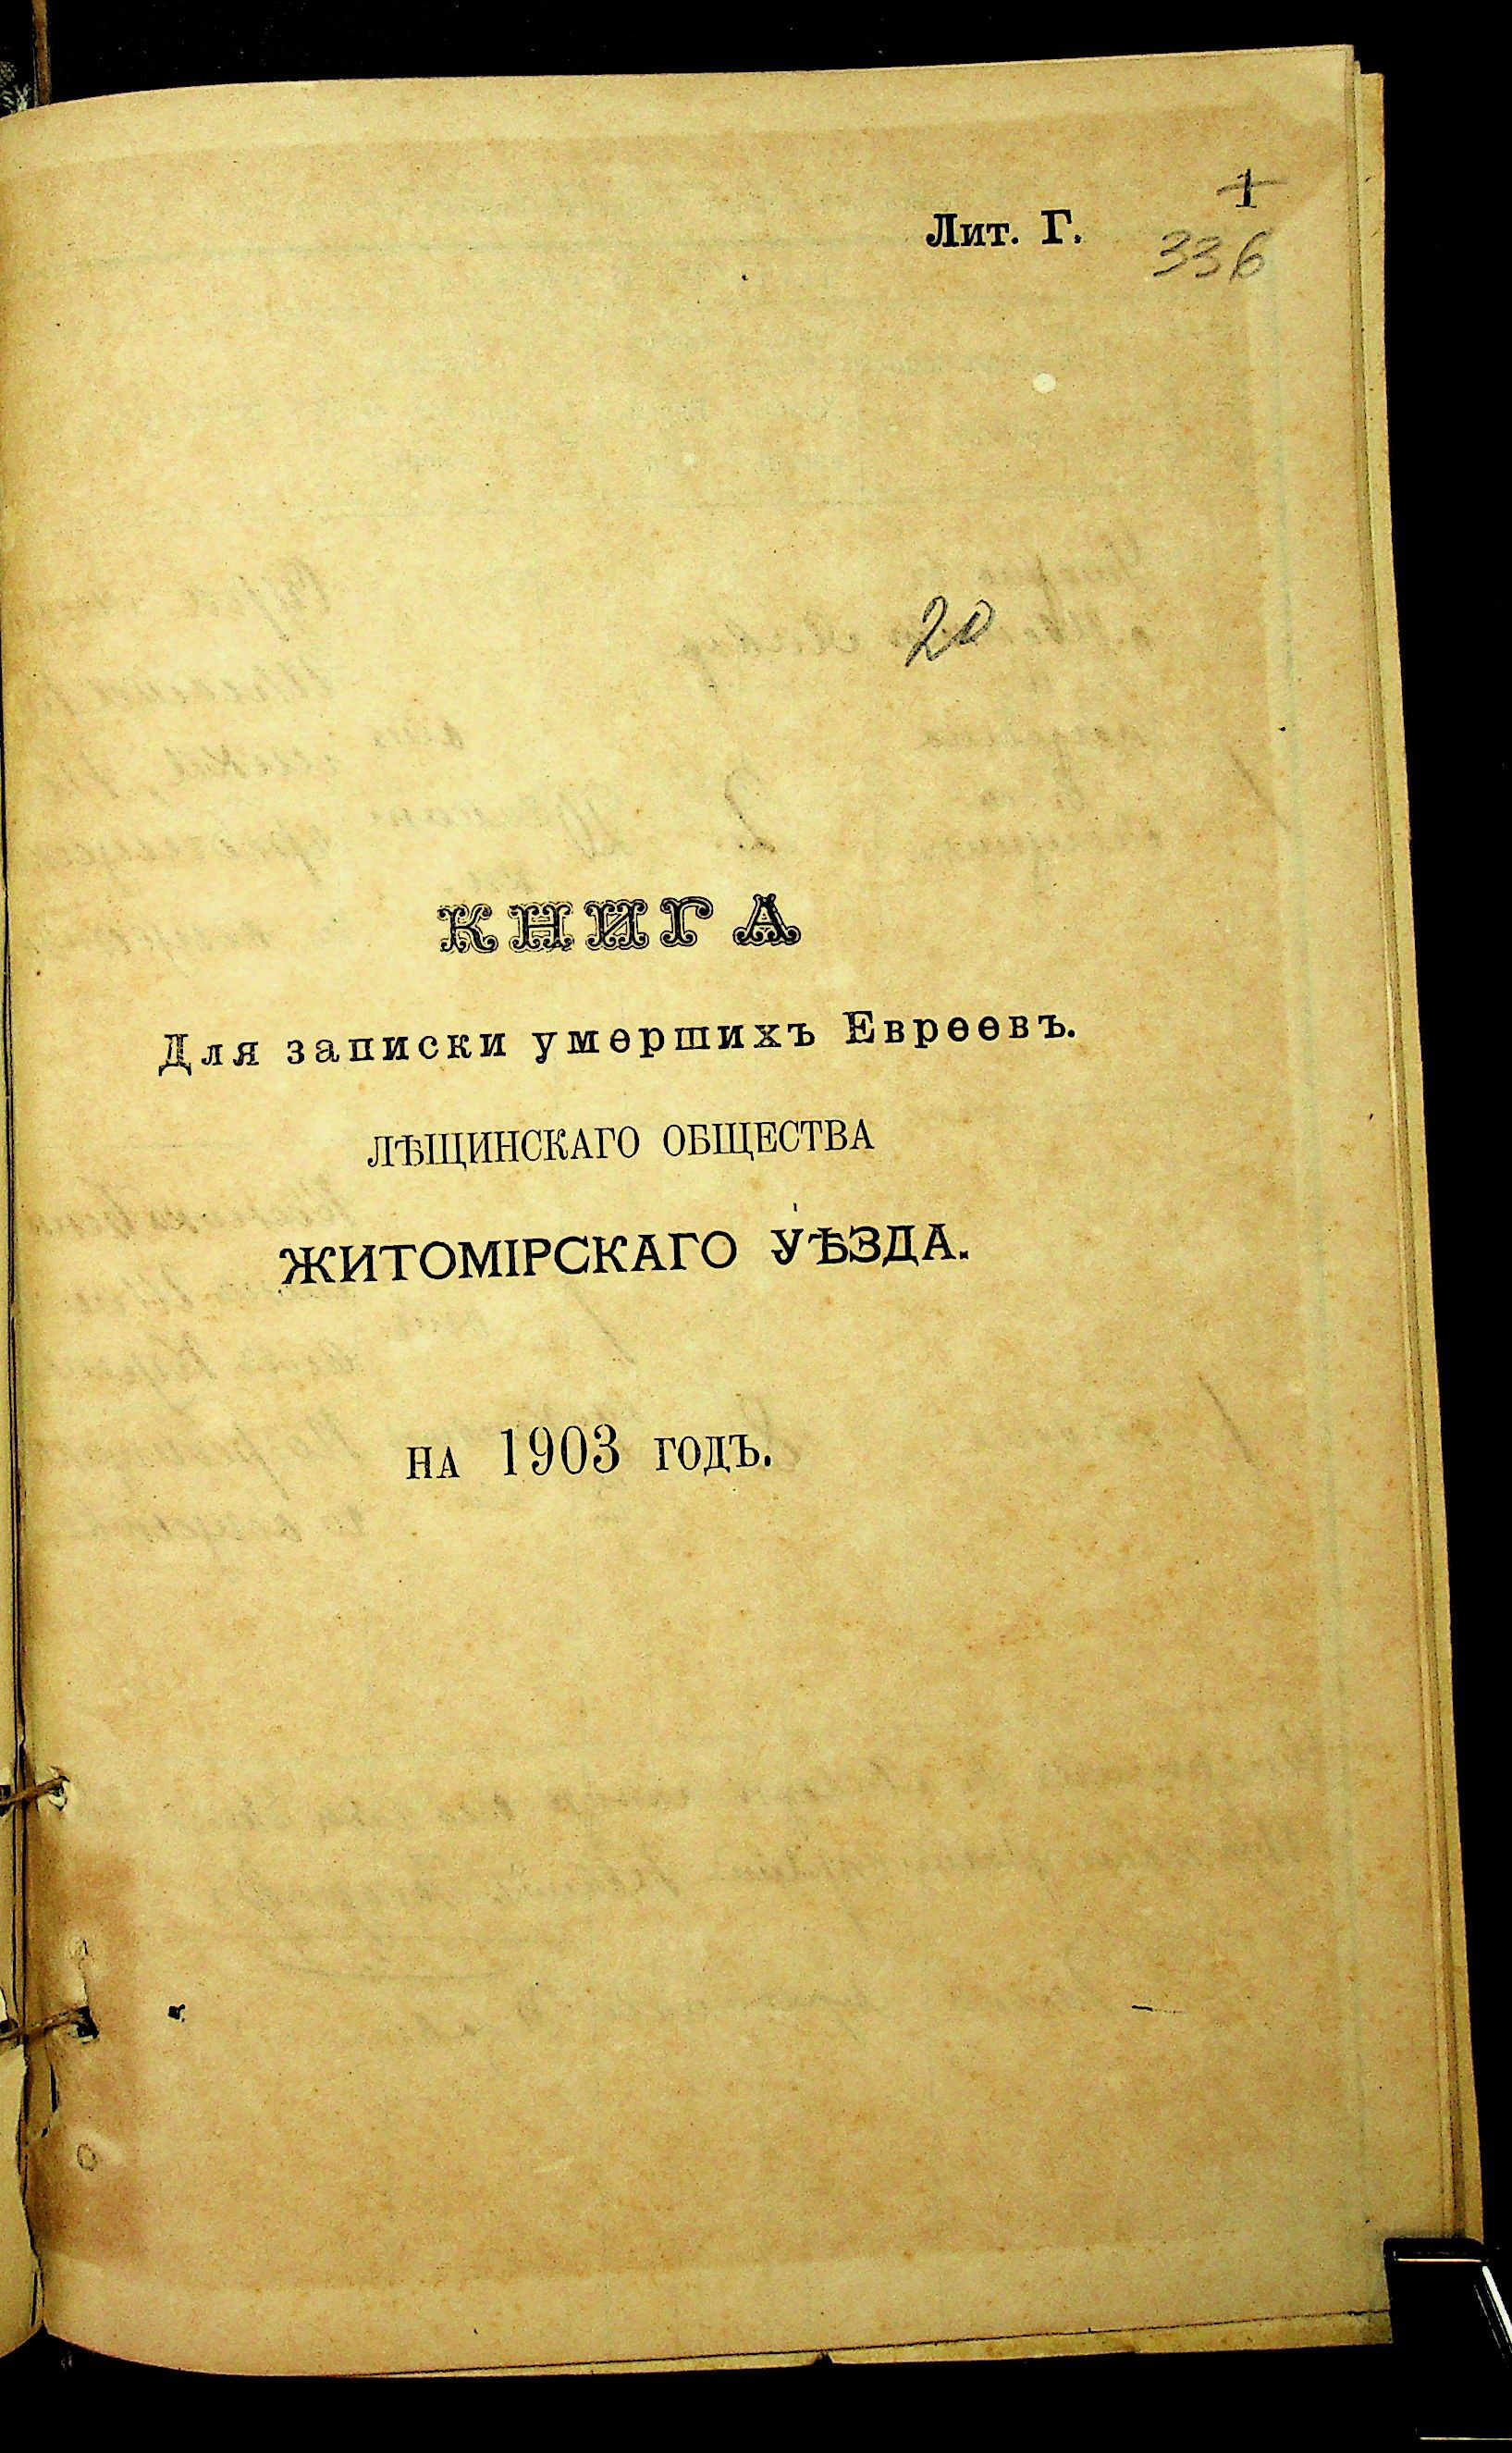 1
Лит. Г.
336
20
КНИГА
Для записки умершихъ Евреевъ.
ЛѢЩИНСКАГО ОБЩЕСТВА
ЖИТОМІРСКАГО УѢЗДА.
НА 1903 ГОДЪ.